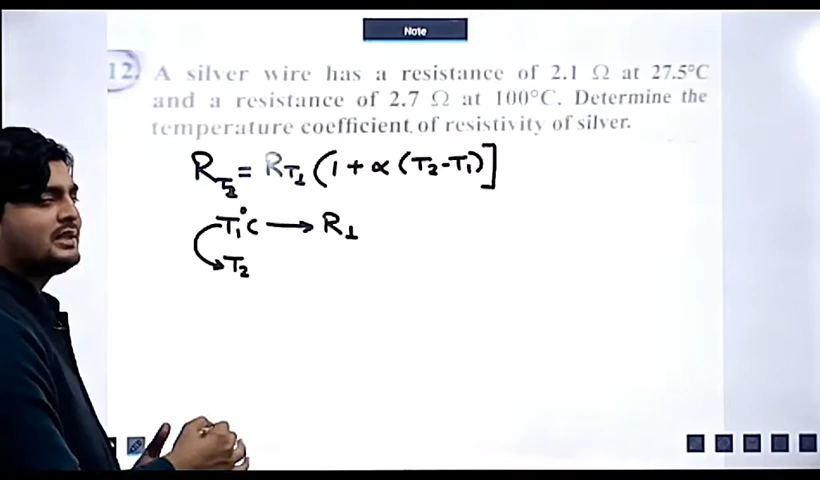 Note
12. A silver wire has a resistance of 2.1 Ω at 27.5°C
and a resistance of 2.7 Ω at 100°C. Determine the
temperature coefficient of resistivity of silver.
R_T₂ = R_T₁ (1 + α (T₂-T₁)]
T₁°C → R₁
T₂